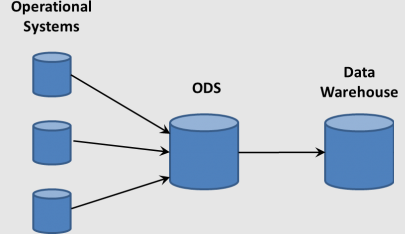 Operational
Systems
ODS
Data
Warehouse